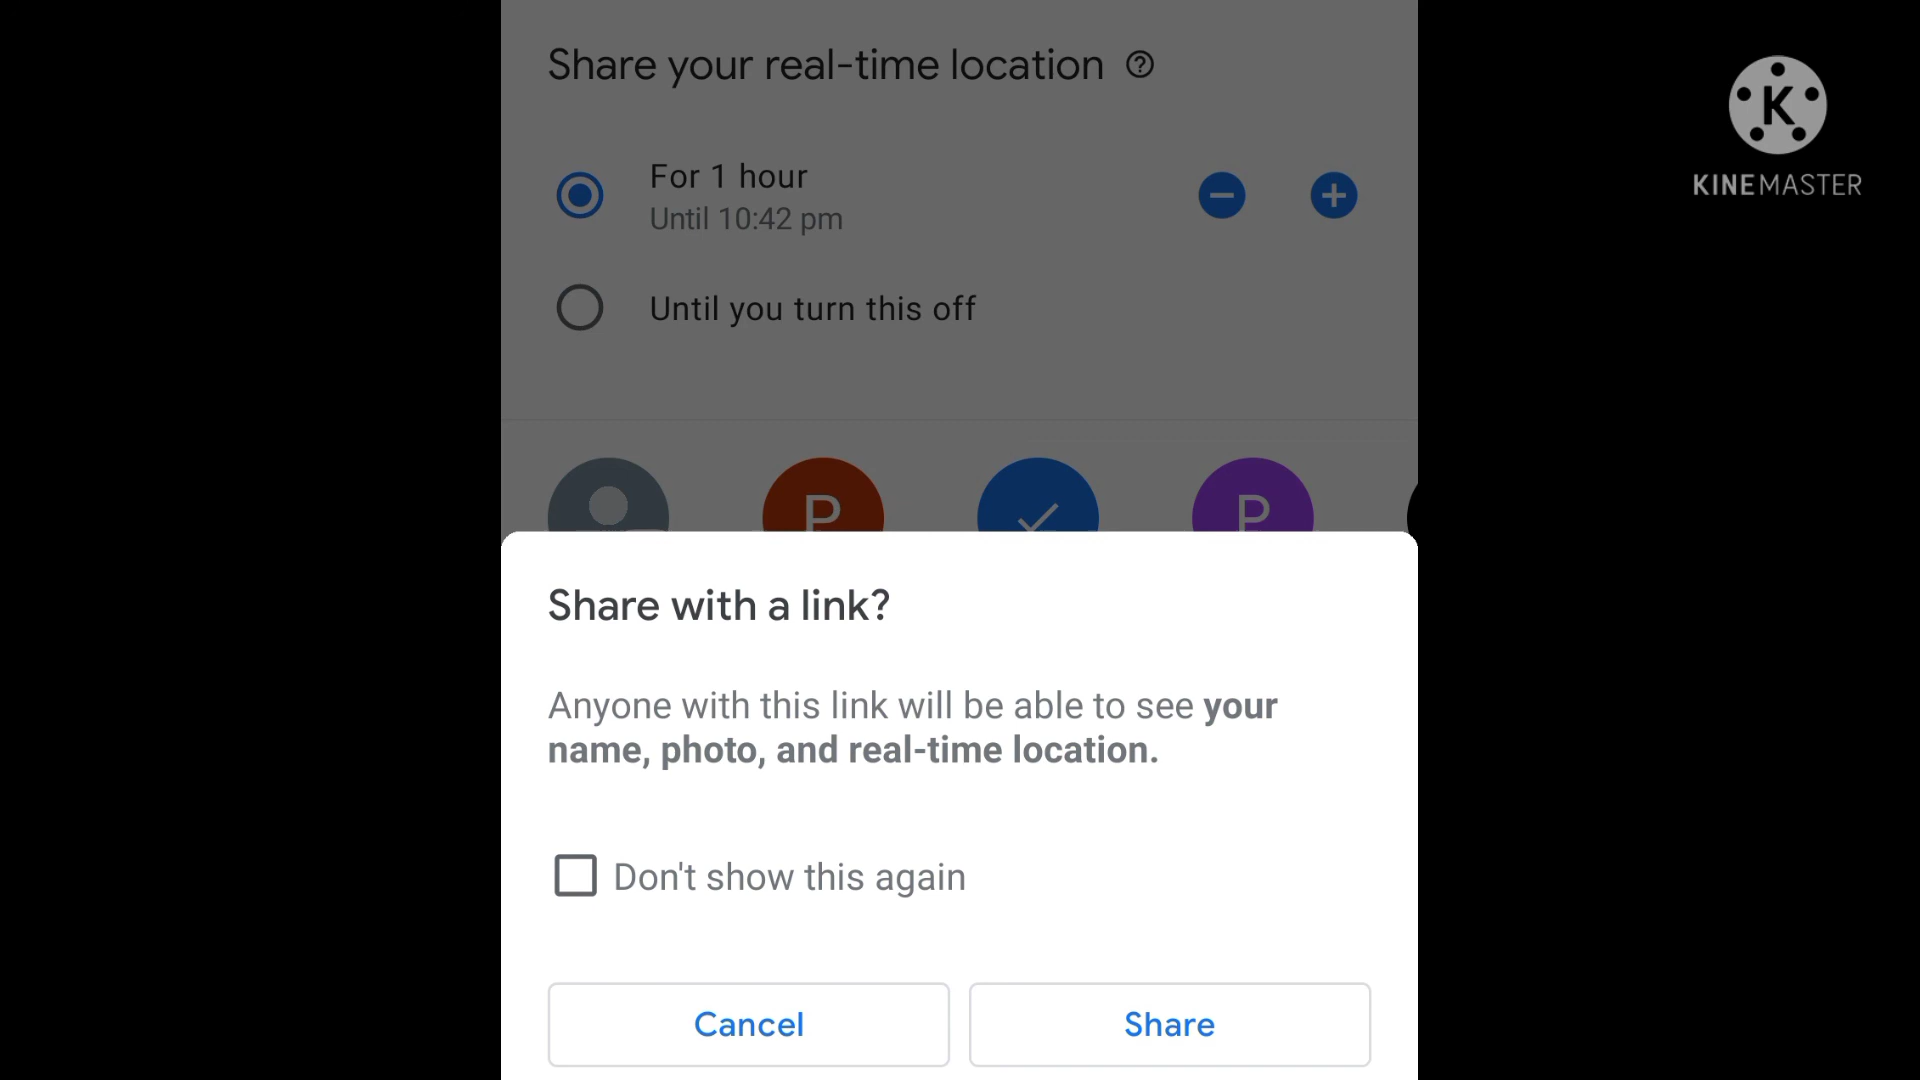 Share your real-time location
For 1 hour
Until 10:42 pm
Until you turn this off
K
KINEMASTER
P
P
Share with a link?
Anyone with this link will be able to see your
name, photo, and real-time location.
Don't show this again
Cancel
Share